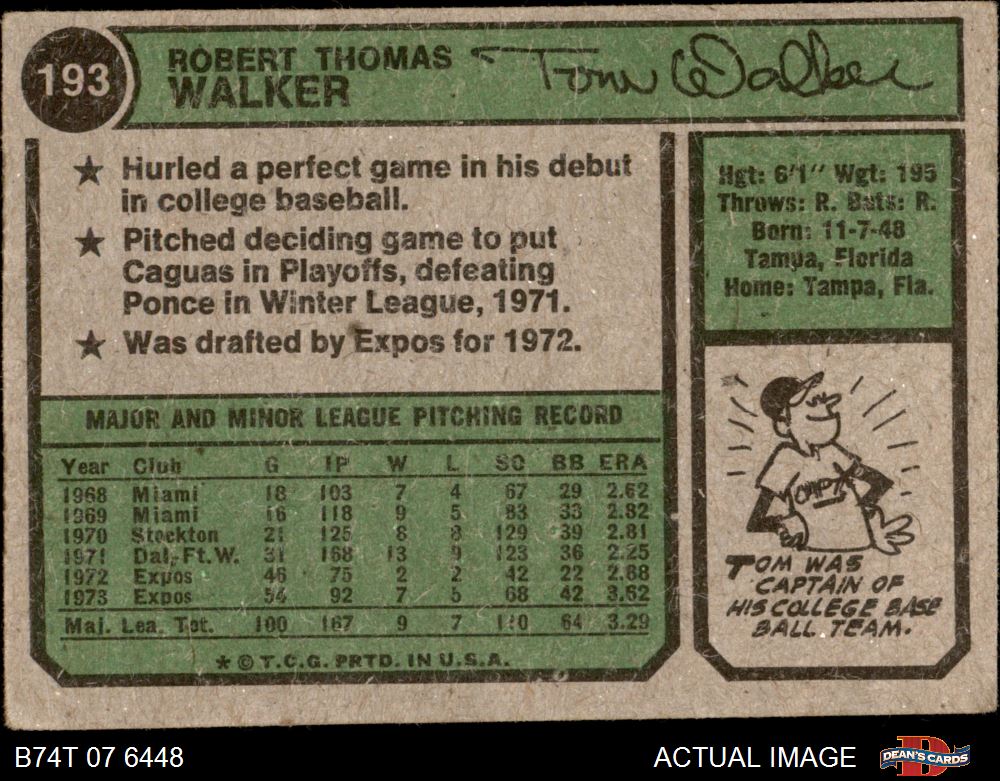 193
ROBERT THOMAS
WALKER
Tom Walker
★ Hurled a perfect game in his debut
in college baseball.
★ Pitched deciding game to put
Caguas in Playoffs, defeating
Ponce in Winter League, 1971.
★ Was drafted by Expos for 1972.
Hgt: 6'1" Wgt: 195
Throws: R. Bats: R.
Born: 11-7-48
Tampa, Florida
Home: Tampa, Fla.
MAJOR AND MINOR LEAGUE PITCHING RECORD
Year Club G IP W L SO BB ERA
1968 Miami 18 103 7 4 67 29 2.62
1969 Miami 16 118 9 5 83 33 2.82
1970 Stockton 21 125 8 8 129 39 2.81
1971 Dal.-Ft.W. 31 168 13 9 123 36 2.25
1972 Expos 46 75 2 2 42 22 2.88
1973 Expos 54 92 7 5 68 42 3.62
Maj. Lea. Tot. 100 167 9 7 110 64 3.29
★ © T.C.G. PRTD. IN U.S.A.
CAPT.
TOM WAS
CAPTAIN OF
HIS COLLEGE BASE
BALL TEAM.
B74T 07 6448
ACTUAL IMAGE
D
DEAN'S CARDS